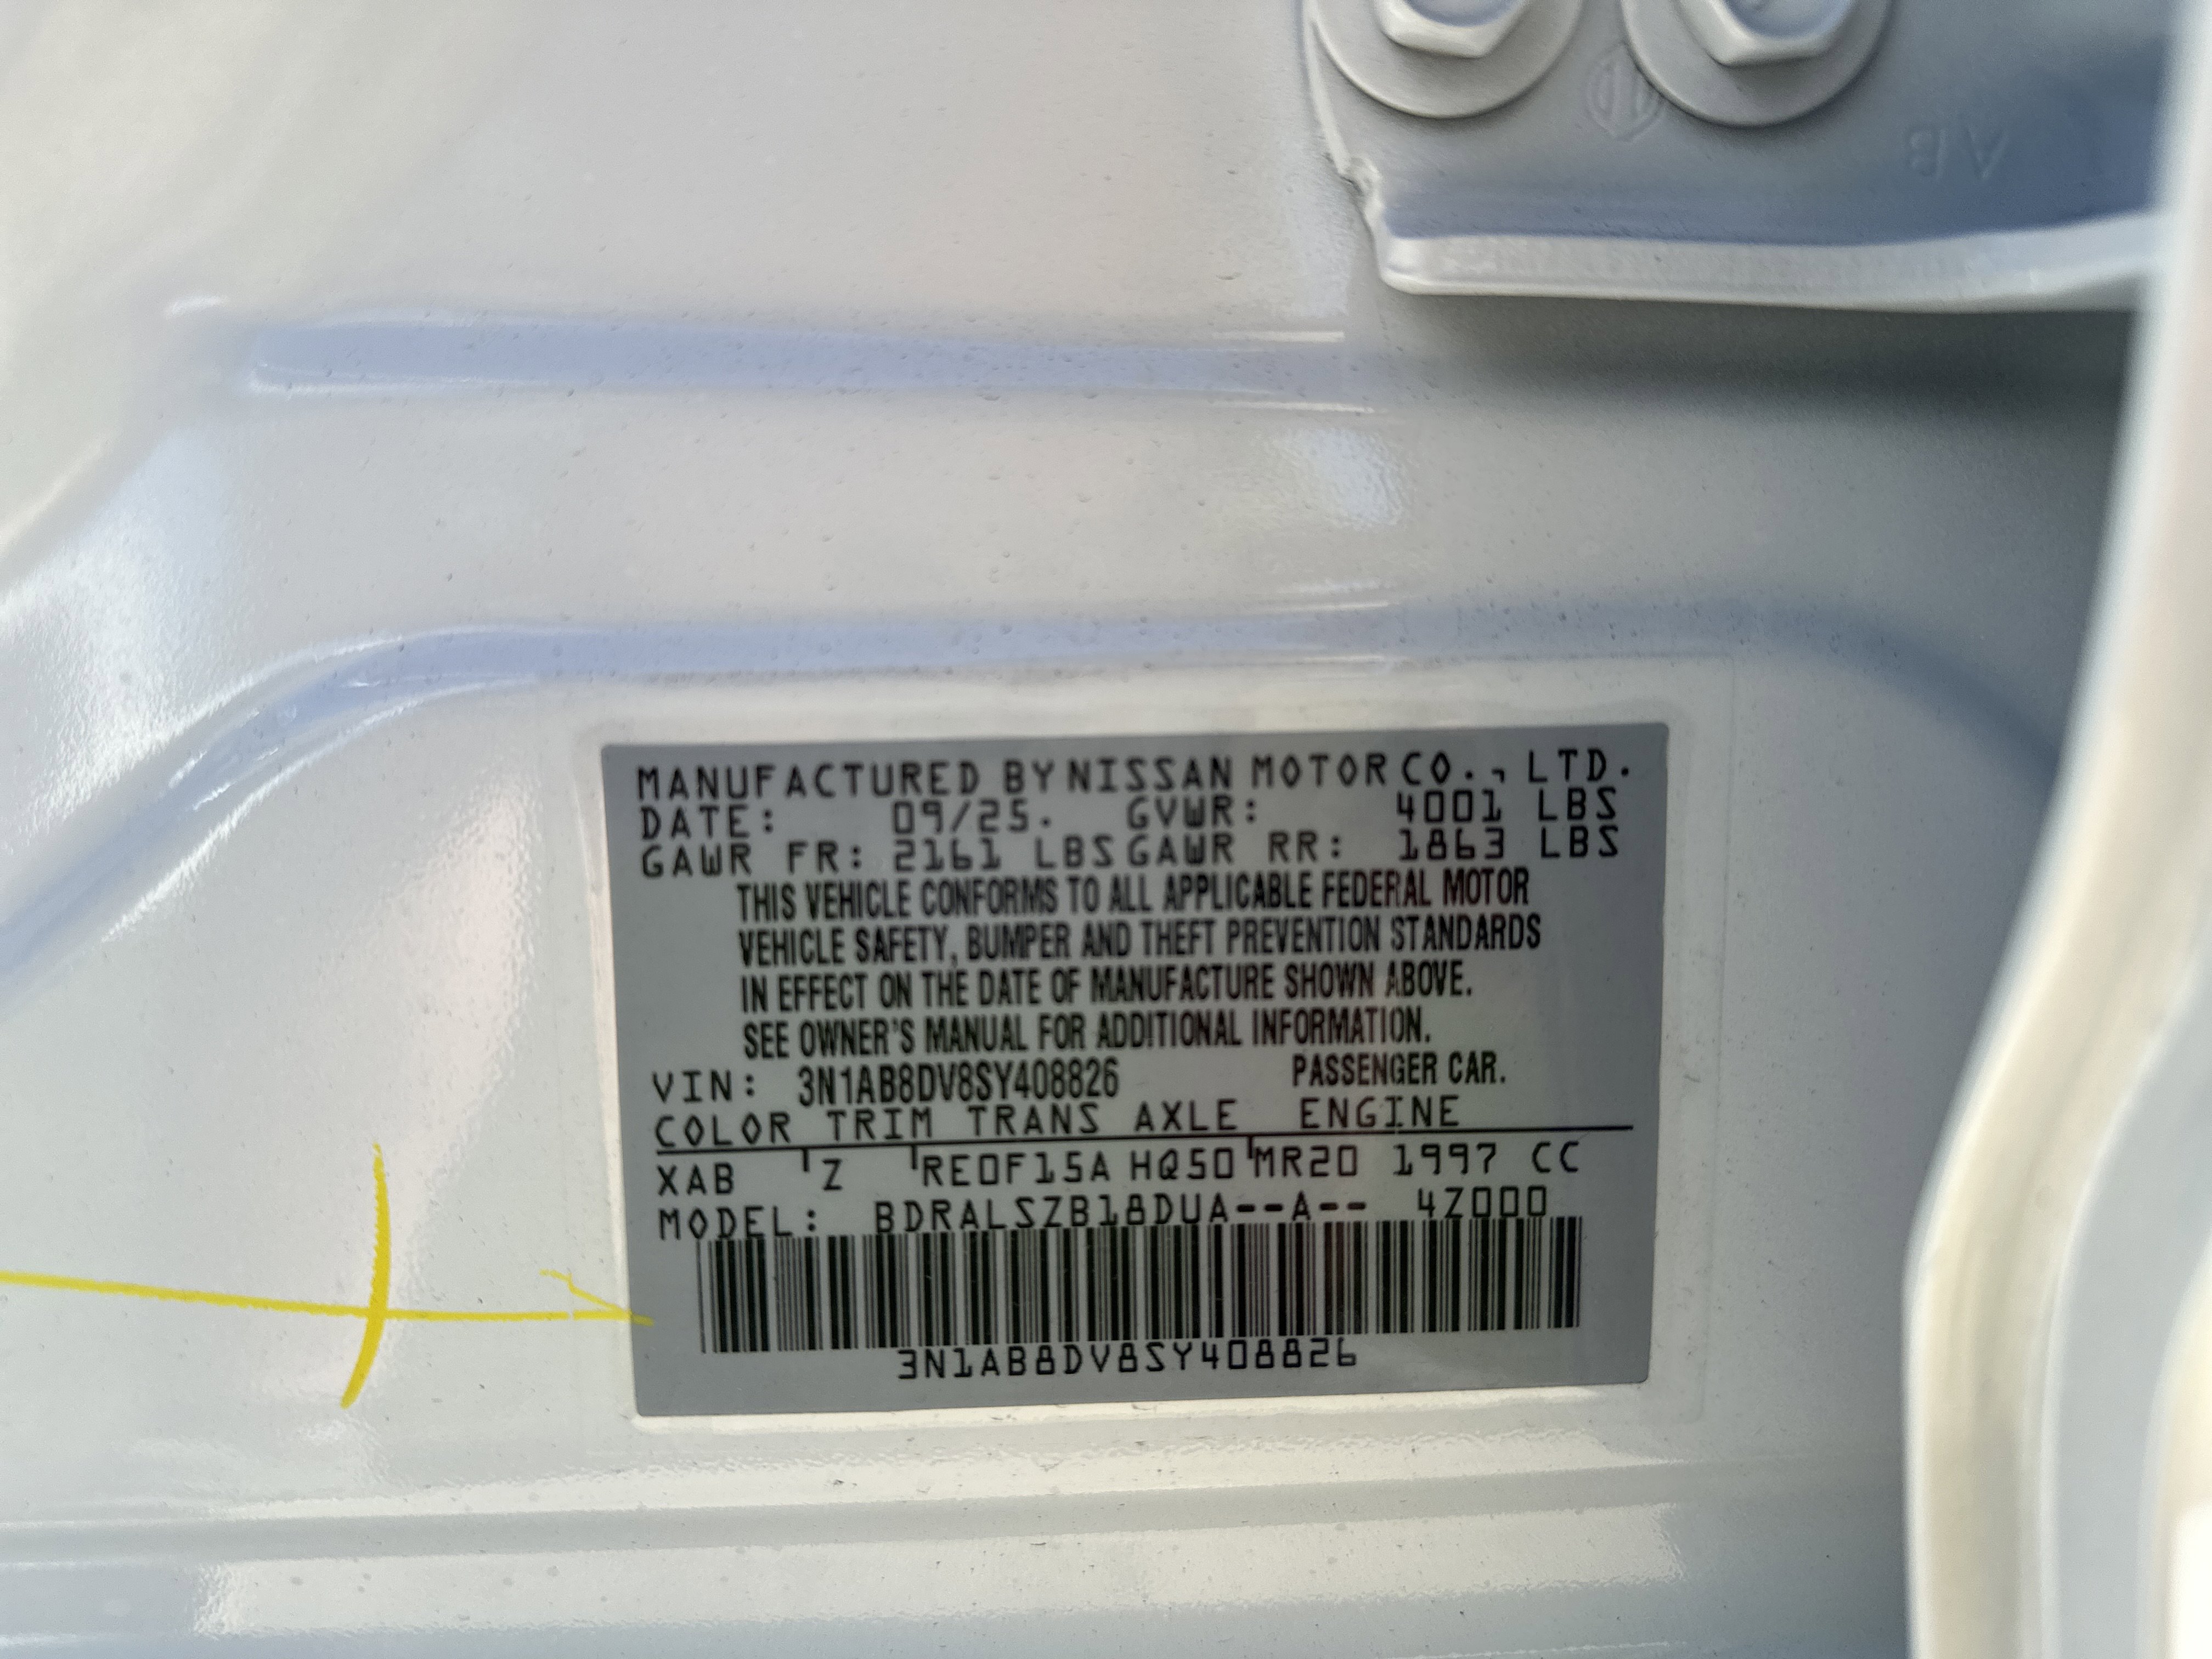 AB
MANUFACTURED BY NISSAN MOTOR CO., LTD.
DATE: 09/25. GVWR: 4001 LBS
GAWR FR: 2161 LBS GAWR RR: 1863 LBS
THIS VEHICLE CONFORMS TO ALL APPLICABLE FEDERAL MOTOR
VEHICLE SAFETY, BUMPER AND THEFT PREVENTION STANDARDS
IN EFFECT ON THE DATE OF MANUFACTURE SHOWN ABOVE.
SEE OWNER'S MANUAL FOR ADDITIONAL INFORMATION.
VIN: 3N1AB8DV8SY408826 PASSENGER CAR.
COLOR TRIM TRANS AXLE ENGINE
XAB Z RE0F15A HQ50 MR20 1997 CC
MODEL: BDRALSZB18DUA--A-- 4Z000
3N1AB8DV8SY408826